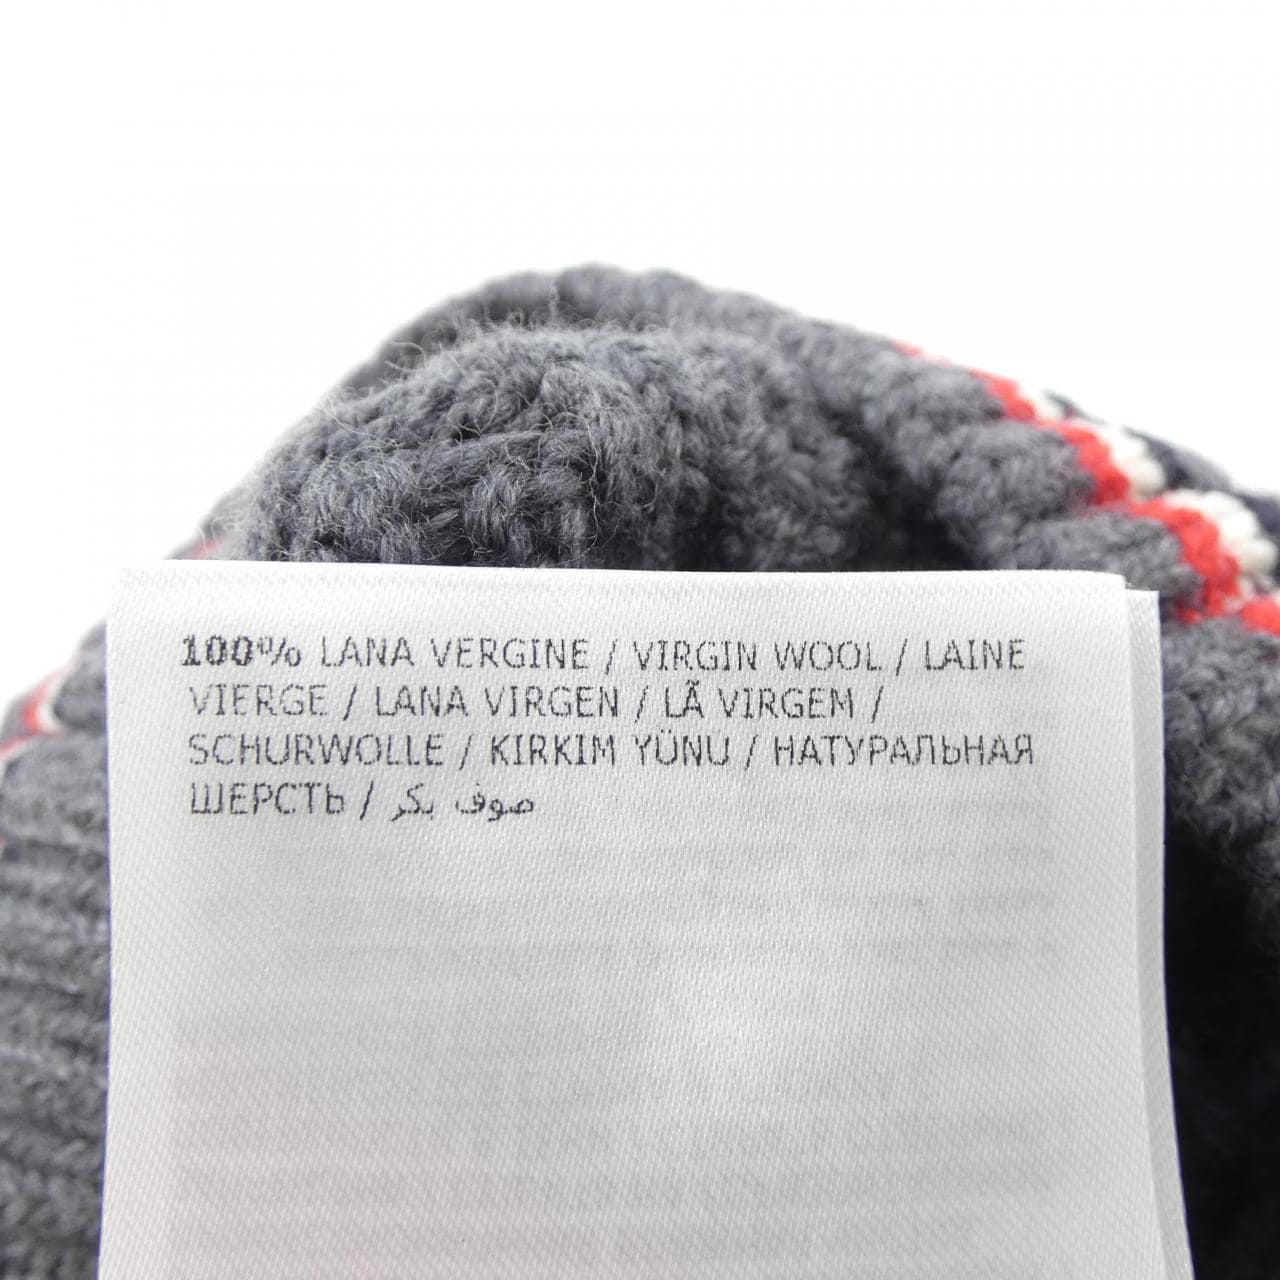 100% LANA VERGINE / VIRGIN WOOL / LAINE
VIERGE / LANA VIRGEN / LÃ VIRGEM /
SCHURWOLLE / KIRKIM YÜNU / НАТУРАЛЬНАЯ
ШЕРСТЬ / صوف بكر